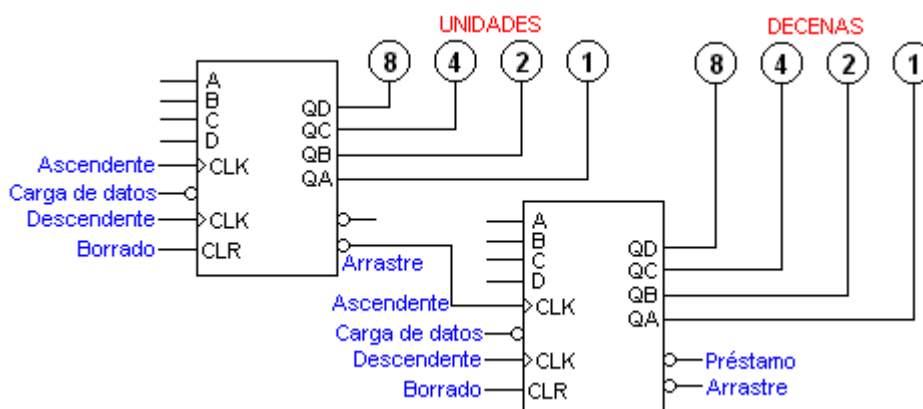 UNIDADES
DECENAS
8 4 2 1
8 4 2 1
A
B
C
D
QD
QC
QB
QA
Ascendente
CLK
Carga de datos
Descendente
CLK
Borrado
CLR
Arrastre
A
B
C
D
QD
QC
QB
QA
Ascendente
CLK
Carga de datos
Descendente
CLK
Borrado
CLR
Préstamo
Arrastre